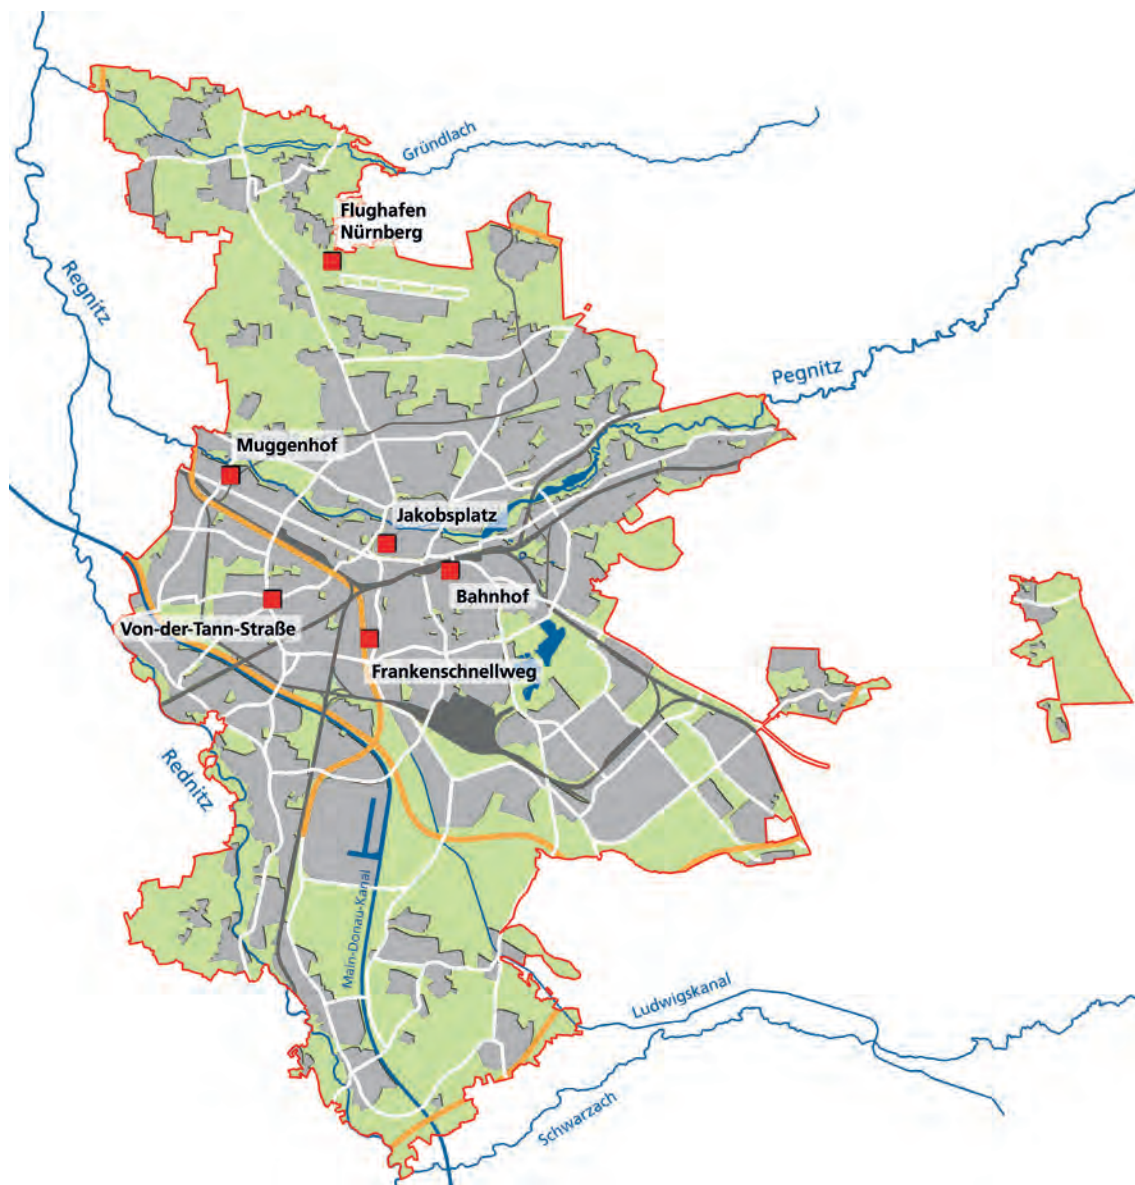 Gründlach
Flughafen
Nürnberg
Regnitz
Pegnitz
Muggenhof
Jakobsplatz
Bahnhof
Von-der-Tann-Straße
Frankenschnellweg
Rednitz
Main-Donau-Kanal
Ludwigskanal
Schwarzach